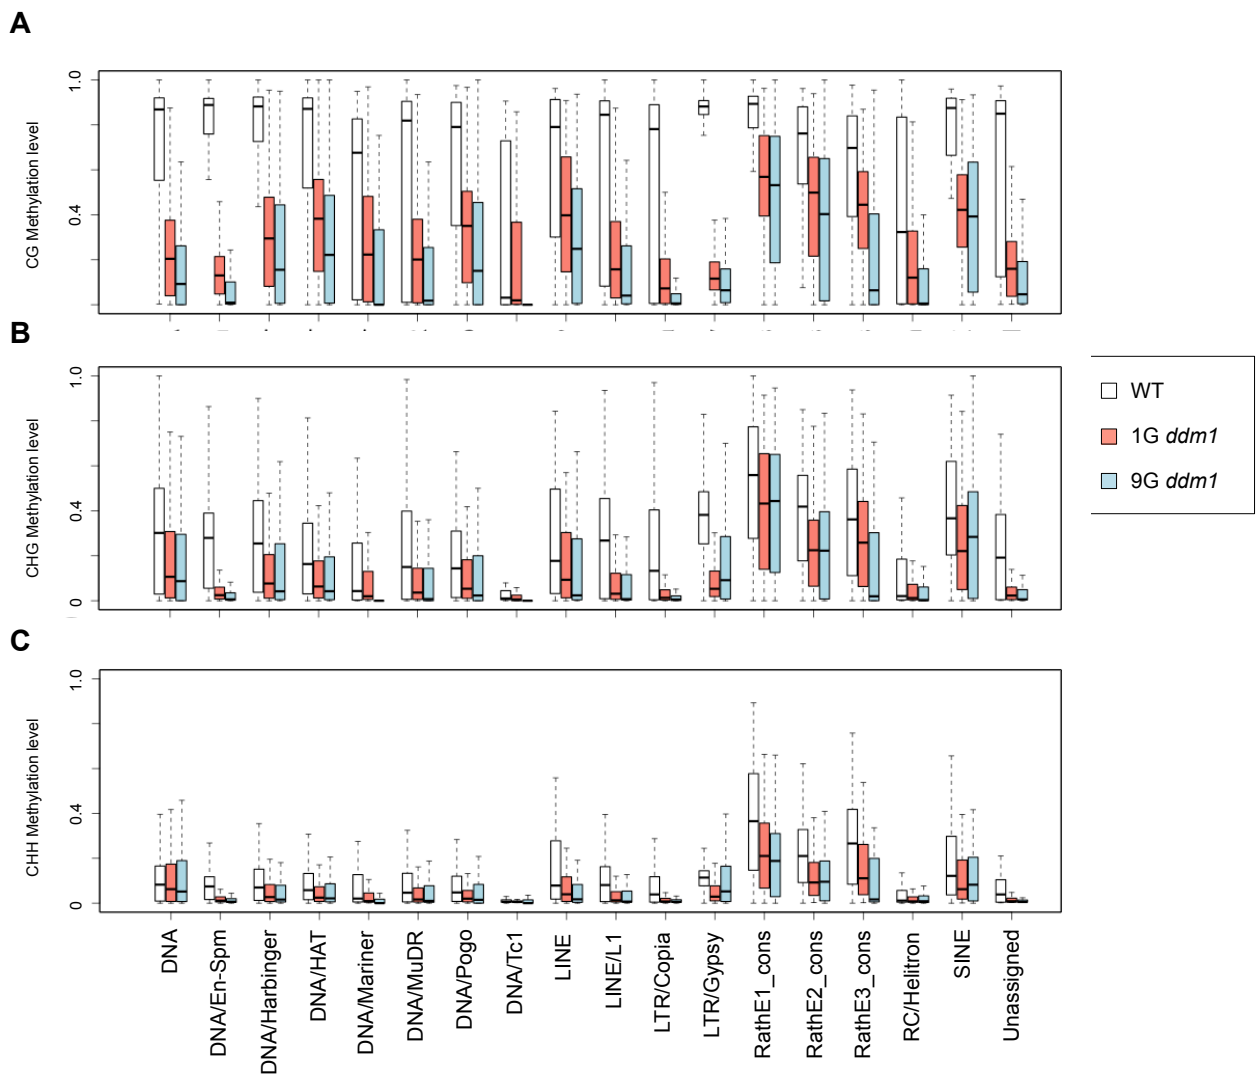 A
CG Methylation level
1.0
0.4
B
CHG Methylation level
1.0
0.4
0
WT
1G ddm1
9G ddm1
C
CHH Methylation level
1.0
0.4
0
DNA
DNA/En-Spm
DNA/Harbinger
DNA/HAT
DNA/Mariner
DNA/MuDR
DNA/Pogo
DNA/Tc1
LINE
LINE/L1
LTR/Copia
LTR/Gypsy
RathE1_cons
RathE2_cons
RathE3_cons
RC/Helitron
SINE
Unassigned